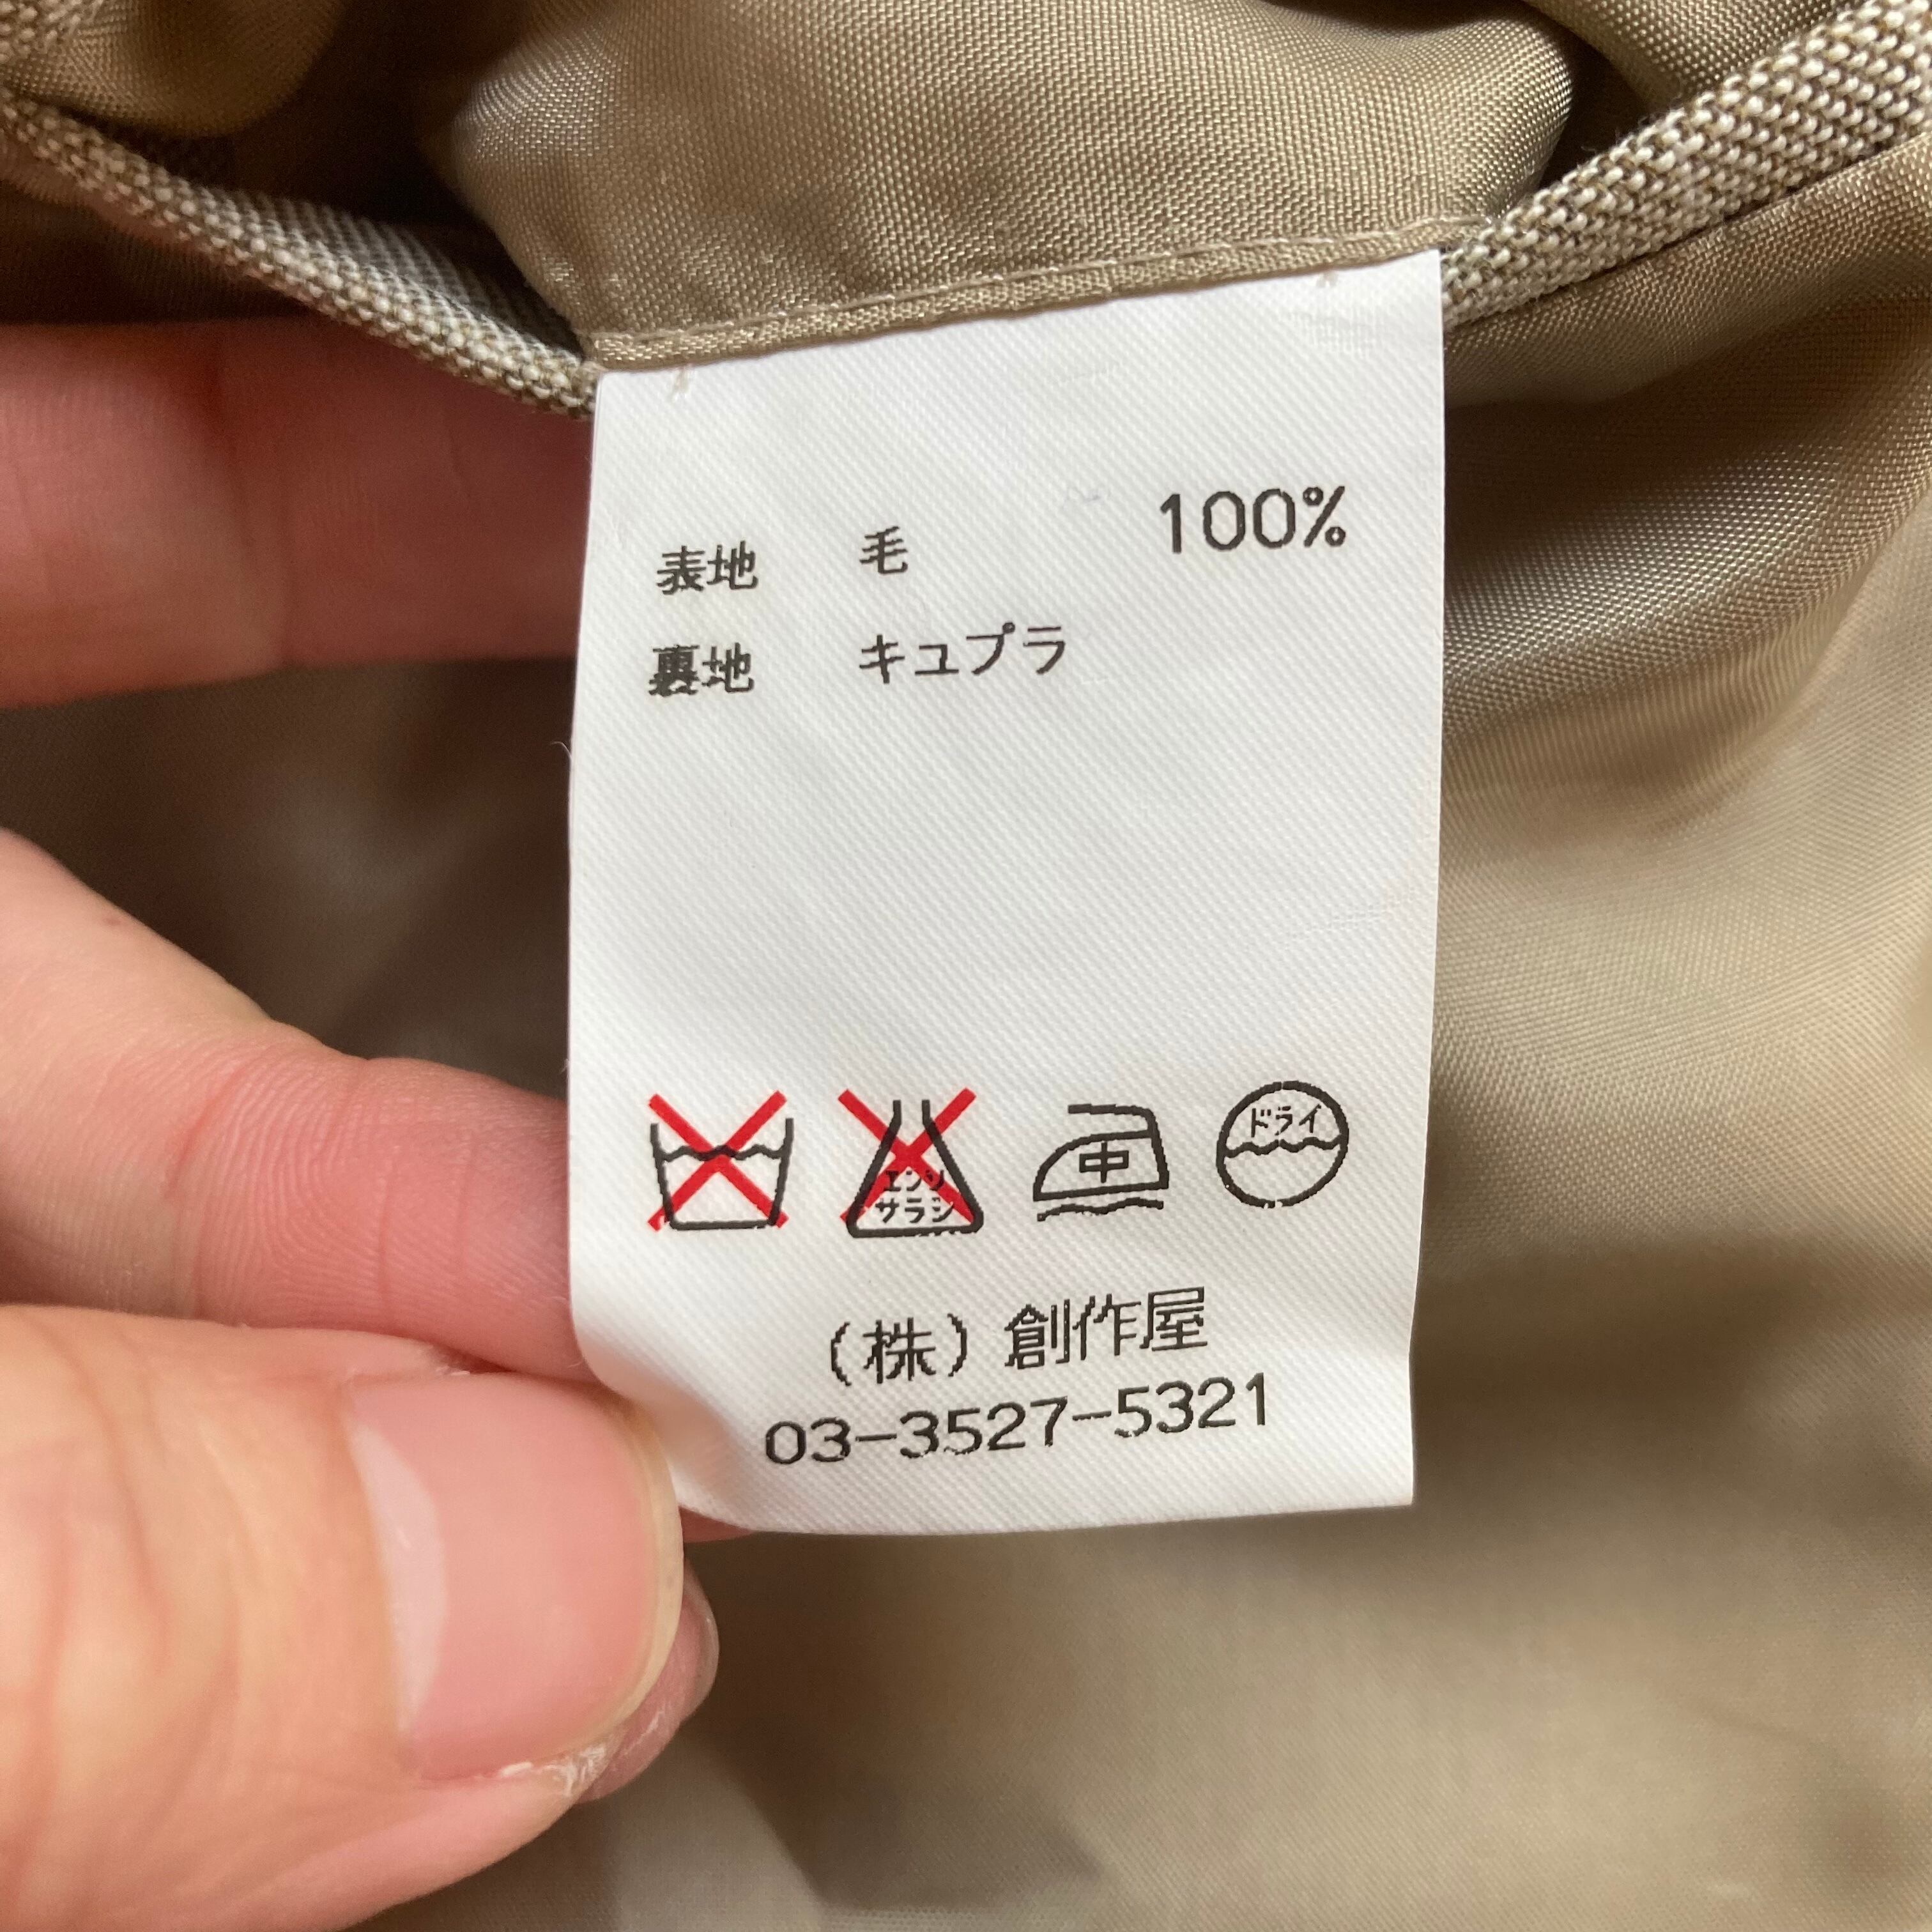 表地 毛 100%
裏地 キュプラ
エンソ
サラシ
中
ドライ
(株)創作屋
03-3527-5321